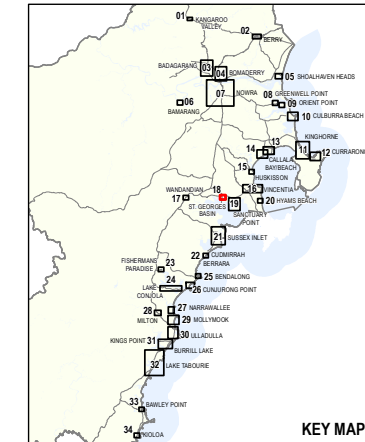 01
KANGAROO
VALLEY
02
BERRY
BADAGARANG
03
04
BOMADERRY
05
SHOALHAVEN HEADS
07
NOWRA
06
BAMARANG
08
GREENWELL POINT
09
ORIENT POINT
10
CULBURRA BEACH
KINGHORNE
11
12
CURRARONG
13
14
CALLALA
BAY/BEACH
15
HUSKISSON
16
VINCENTIA
WANDANDIAN
17
18
ST. GEORGES
BASIN
19
SANCTUARY
POINT
20
HYAMS BEACH
21
SUSSEX INLET
22
CUDMIRRAH
BERRARA
FISHERMANS
PARADISE
23
24
LAKE
CONJOLA
25
BENDALONG
26
CUNJURONG POINT
27
NARRAWALLEE
28
MILTON
29
MOLLYMOOK
30
ULLADULLA
KINGS POINT
31
BURRILL LAKE
32
LAKE TABOURIE
33
BAWLEY POINT
34
KIOLOA
KEY MAP